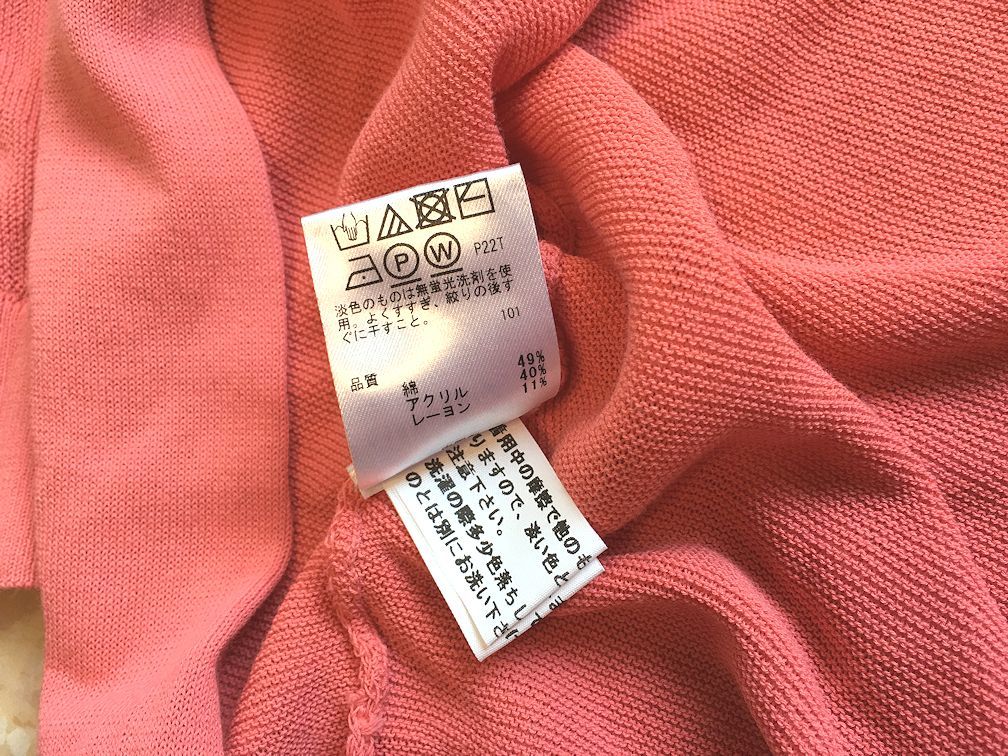 P P22T
W
淡色のものは無蛍光洗剤を使
用。よくすすぎ、絞りの後す
ぐに干すこと。 101
品質 綿 49%
アクリル 40%
レーヨン 11%
着用中の摩擦で他のも
りますので、淡い色と
注意下さい。
洗濯の際多少色落ちし
のとは別にお洗い下さ